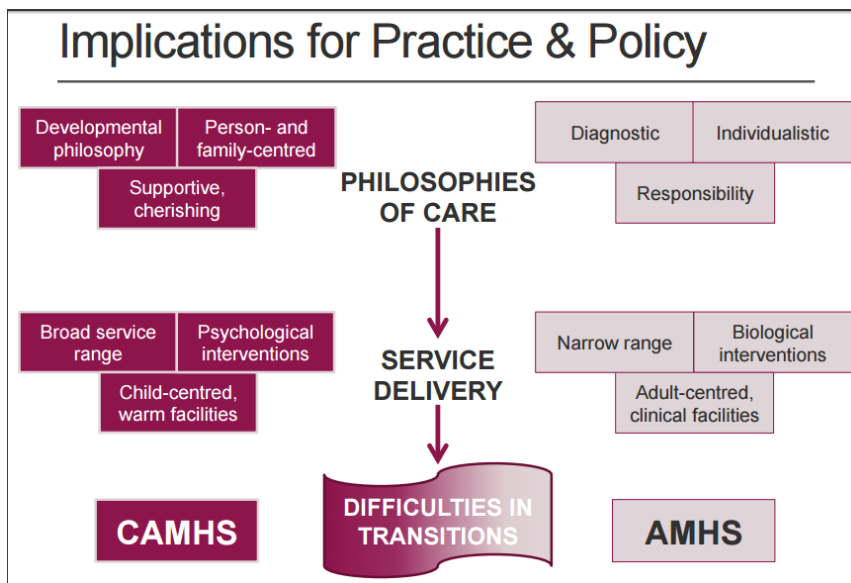 Implications for Practice & Policy
Developmental
philosophy
Person- and
family-centred
Supportive,
cherishing
PHILOSOPHIES
OF CARE
Diagnostic
Individualistic
Responsibility
Broad service
range
Psychological
interventions
Child-centred,
warm facilities
SERVICE
DELIVERY
Narrow range
Biological
interventions
Adult-centred,
clinical facilities
CAMHS
DIFFICULTIES IN
TRANSITIONS
AMHS